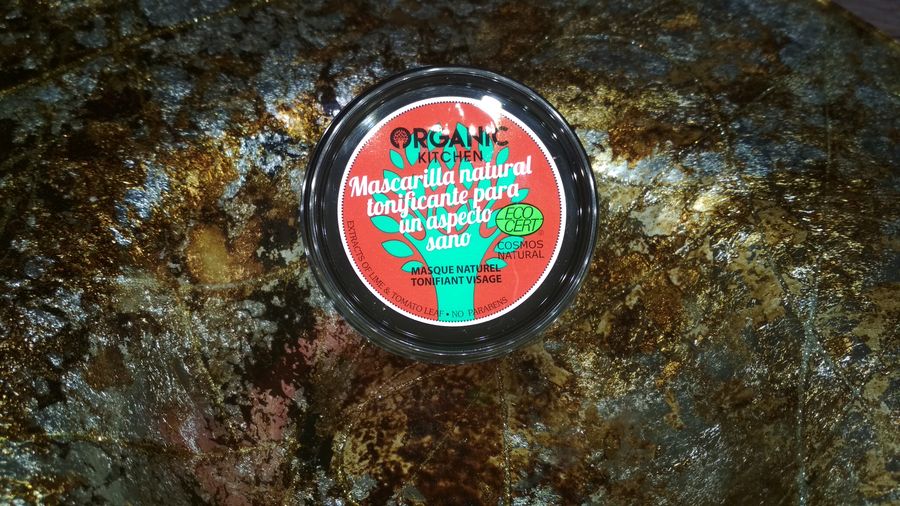 ORGANIC
KITCHEN
Mascarilla natural
tonificante para
un aspecto
sano
ECO
CERT
COSMOS
NATURAL
MASQUE NATUREL
TONIFIANT VISAGE
EXTRACTS OF LIME & TOMATO LEAF • NO PARABENS